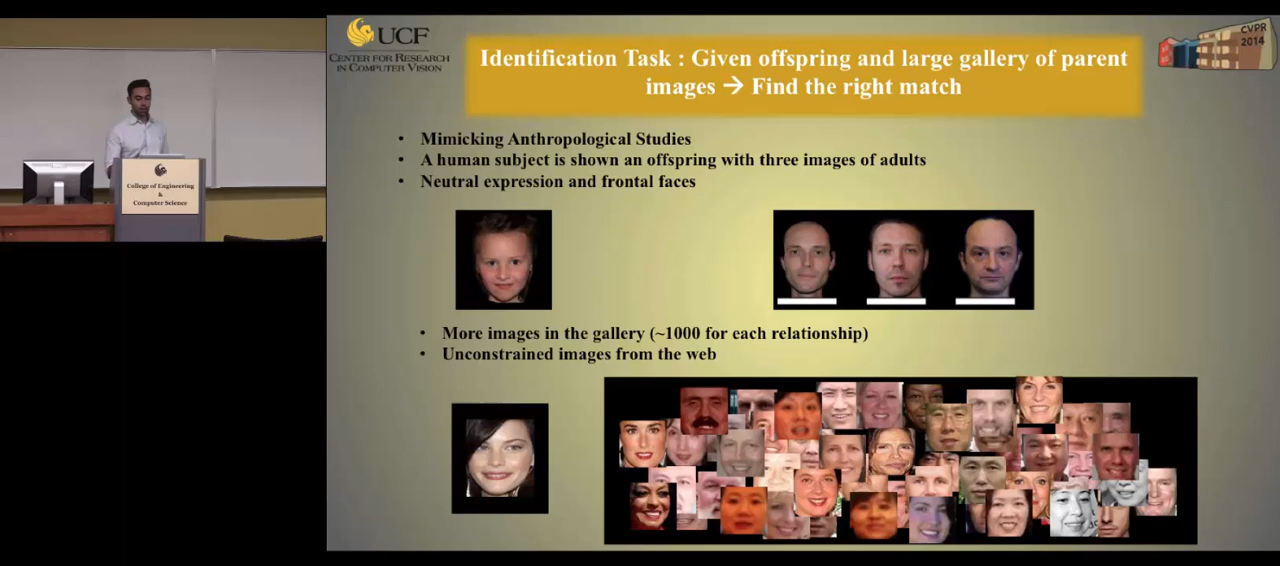 UCF
CENTER FOR RESEARCH
IN COMPUTER VISION
CVPR
2014
Identification Task : Given offspring and large gallery of parent
images → Find the right match
• Mimicking Anthropological Studies
• A human subject is shown an offspring with three images of adults
• Neutral expression and frontal faces
College of Engineering
&
Computer Science
• More images in the gallery (~1000 for each relationship)
• Unconstrained images from the web